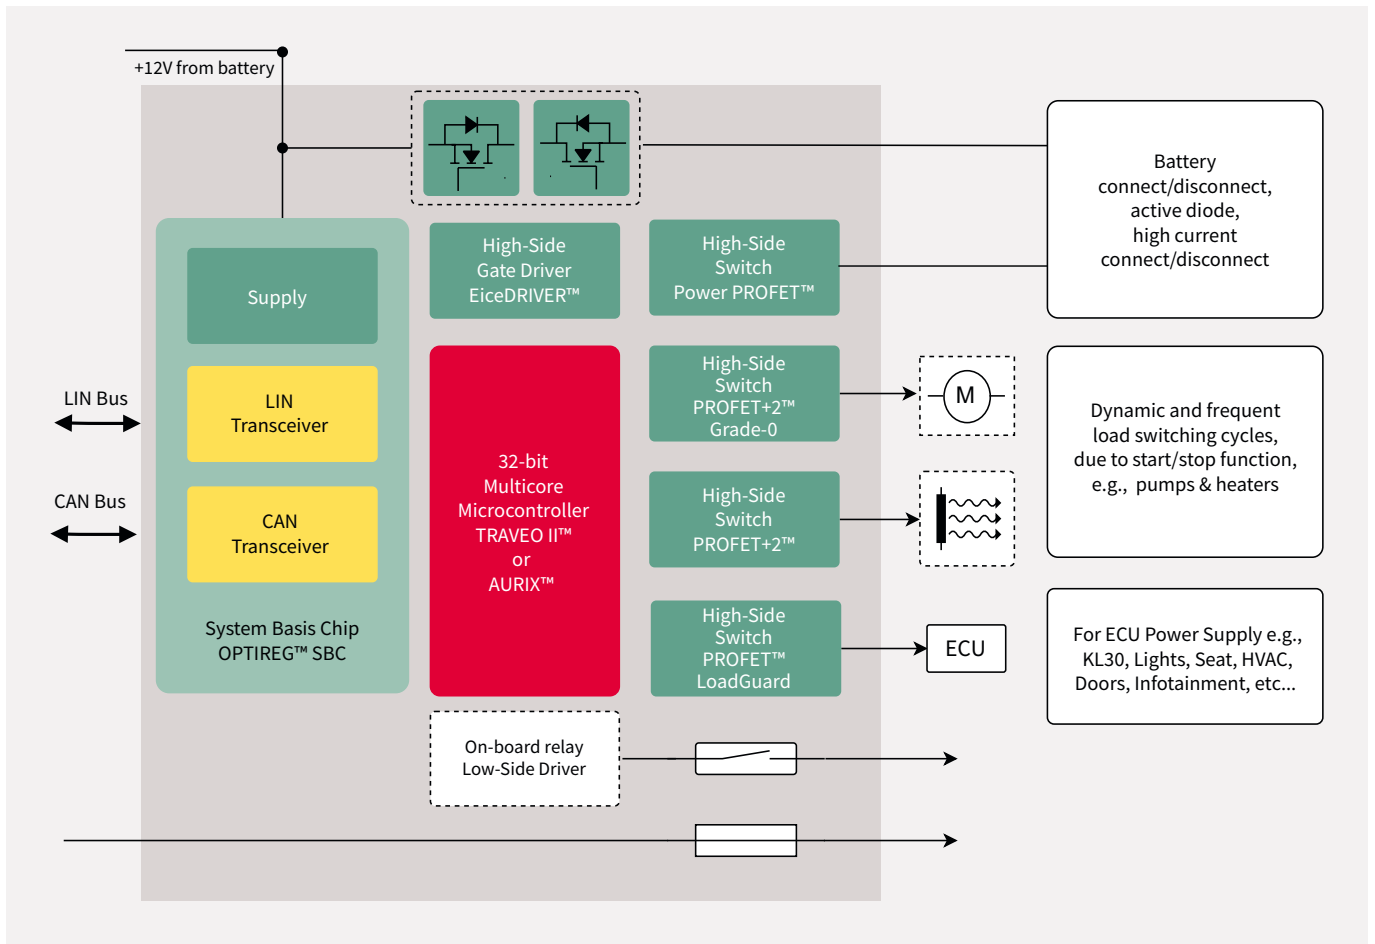 +12V from battery
Battery
connect/disconnect,
active diode,
high current
connect/disconnect
High-Side
Gate Driver
EiceDRIVER™
High-Side
Switch
Power PROFET™
Supply
LIN Bus
LIN
Transceiver
CAN Bus
CAN
Transceiver
System Basis Chip
OPTIREG™ SBC
32-bit
Multicore
Microcontroller
TRAVEO II™
or
AURIX™
High-Side
Switch
PROFET+2™
Grade-0
M
Dynamic and frequent
load switching cycles,
due to start/stop function,
e.g., pumps & heaters
High-Side
Switch
PROFET+2™
High-Side
Switch
PROFET™
LoadGuard
ECU
For ECU Power Supply e.g.,
KL30, Lights, Seat, HVAC,
Doors, Infotainment, etc...
On-board relay
Low-Side Driver